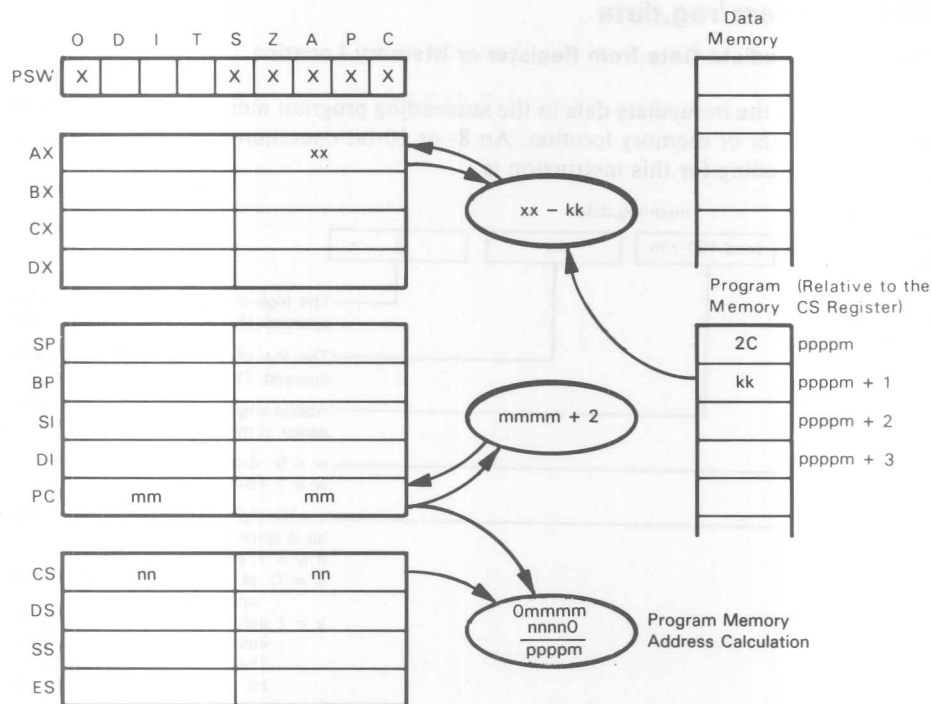 Data
Memory
O D I T S Z A P C
PSW X X X X X X
AX xx
BX
CX
DX
xx – kk
Program
Memory
(Relative to the
CS Register)
SP
BP
SI
DI
PC mm mm
2C ppppm
kk ppppm + 1
ppppm + 2
ppppm + 3
mmmm + 2
CS nn nn
DS
SS
ES
0mmmm
nnnn0
ppppm
Program Memory
Address Calculation